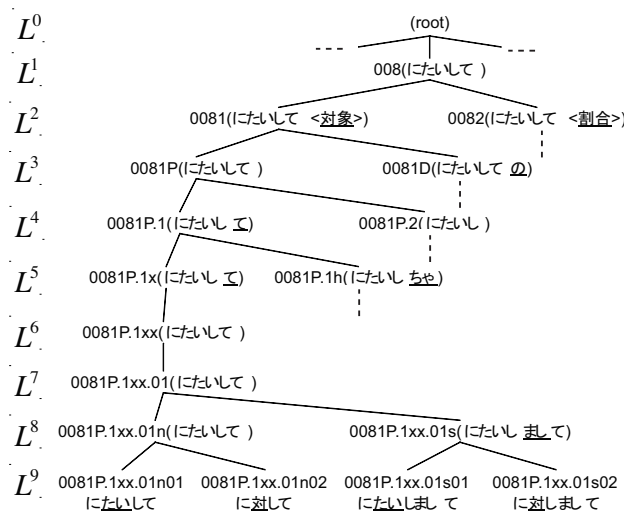 L0 (root)
L1 008(にたいして)
L2 0081(にたいして <対象>) 0082(にたいして <割合>)
L3 0081P(にたいして) 0081D(にたいして の)
L4 0081P.1(にたいし て) 0081P.2(にたいし)
L5 0081P.1x(にたいし て) 0081P.1h(にたいし ちゃ)
L6 0081P.1xx(にたいして)
L7 0081P.1xx.01(にたいして)
L8 0081P.1xx.01n(にたいして) 0081P.1xx.01s(にたいし まして)
L9 0081P.1xx.01n01 0081P.1xx.01n02 0081P.1xx.01s01 0081P.1xx.01s02
にたいして に対して にたいしまして に対しまして